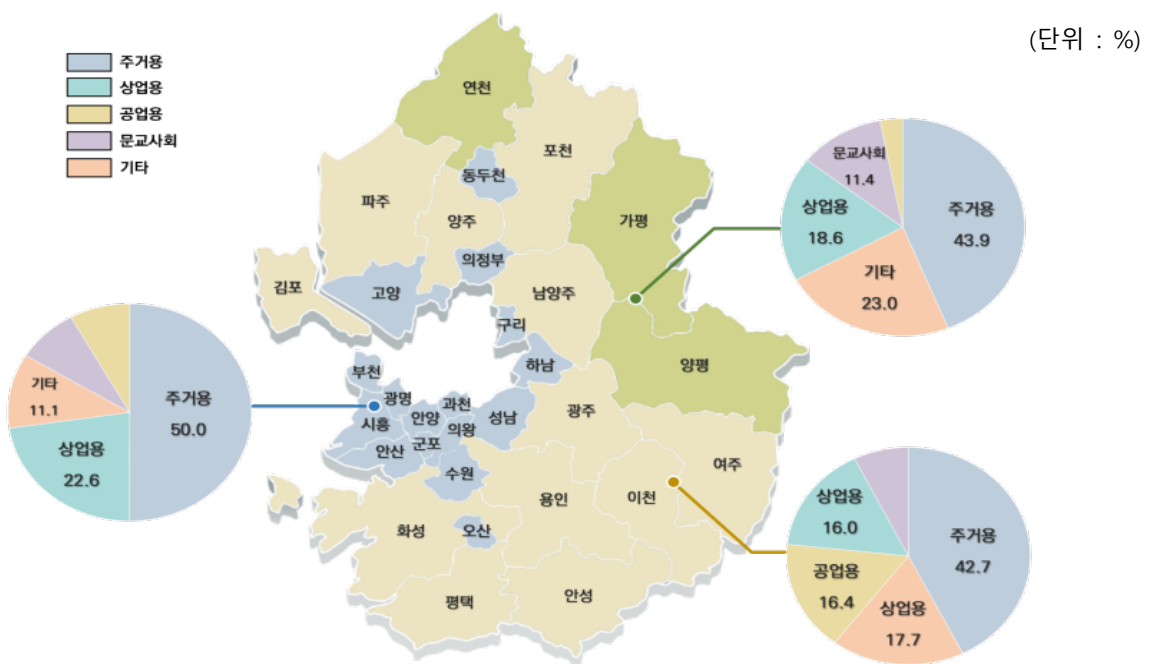 (단위 : %)
주거용
상업용
공업용
문교사회
기타
연천
포천
동두천
파주
양주
가평
의정부
김포
고양
남양주
구리
하남
양평
부천
광명
과천
시흥
안양
의왕
성남
광주
군포
안산
수원
여주
용인
이천
화성
오산
평택
안성
문교사회
11.4
상업용
18.6
주거용
43.9
기타
23.0
기타
11.1
주거용
50.0
상업용
22.6
상업용
16.0
주거용
42.7
공업용
16.4
상업용
17.7